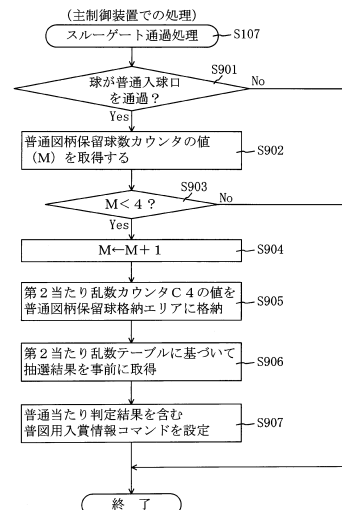 (主制御装置での処理)
スルーゲート通過処理
S107
S901
球が普通入球口
を通過?
No
Yes
普通図柄保留球数カウンタの値
(M)を取得する
S902
S903
M<4?
No
Yes
M←M+1
S904
第2当たり乱数カウンタC4の値を
普通図柄保留球格納エリアに格納
S905
第2当たり乱数テーブルに基づいて
抽選結果を事前に取得
S906
普通当たり判定結果を含む
普図用入賞情報コマンドを設定
S907
終了